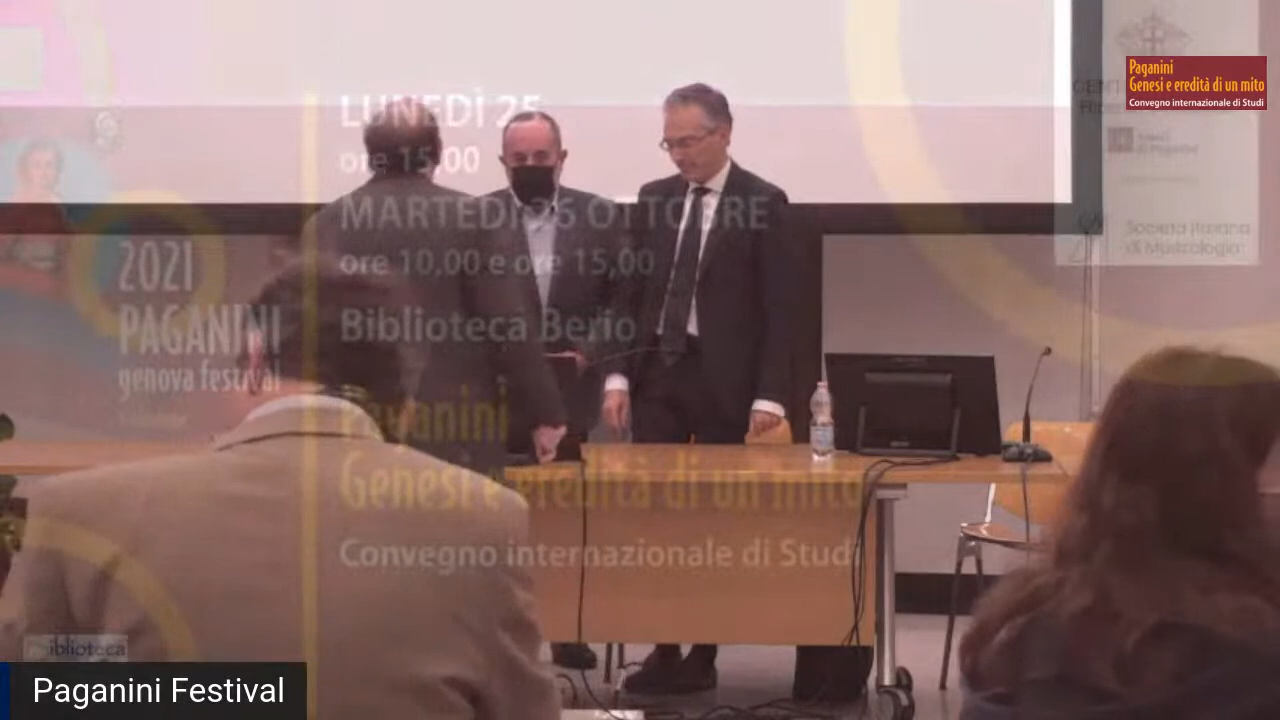 LUNEDÌ 25
ore 15,00
MARTEDÌ 26 OTTOBRE
ore 10,00 e ore 15,00
Biblioteca Berio
2021
PAGANINI
genova festival
Paganini
Genesi e eredità di un mito
Convegno internazionale di Studi
Paganini
Genesi e eredità di un mito
Convegno internazionale di Studi
Società Italiana
di Musicologia
Biblioteca
Paganini Festival